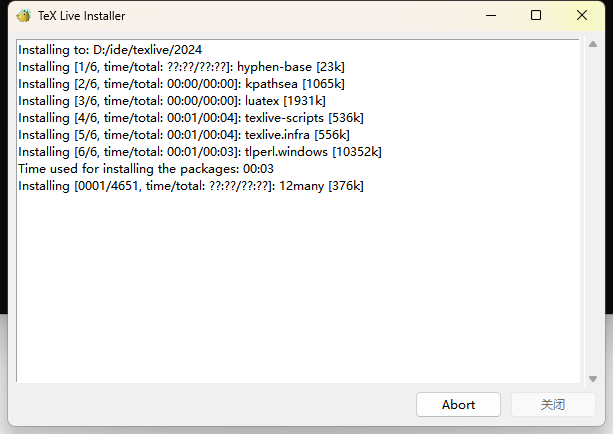 TeX Live Installer
Installing to: D:/ide/texlive/2024
Installing [1/6, time/total: ??:??/??:??]: hyphen-base [23k]
Installing [2/6, time/total: 00:00/00:00]: kpathsea [1065k]
Installing [3/6, time/total: 00:00/00:00]: luatex [1931k]
Installing [4/6, time/total: 00:01/00:04]: texlive-scripts [536k]
Installing [5/6, time/total: 00:01/00:04]: texlive.infra [556k]
Installing [6/6, time/total: 00:01/00:03]: tlperl.windows [10352k]
Time used for installing the packages: 00:03
Installing [0001/4651, time/total: ??:??/??:??]: 12many [376k]
Abort 关闭